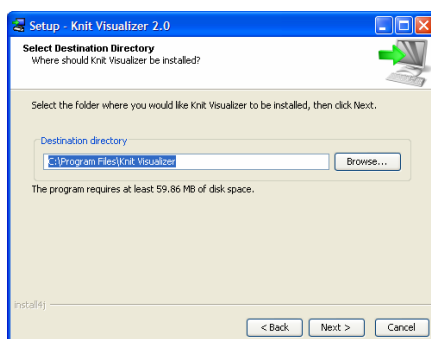 Setup - Knit Visualizer 2.0
Select Destination Directory
Where should Knit Visualizer be installed?
Select the folder where you would like Knit Visualizer to be installed, then click Next.
Destination directory
C:\Program Files\Knit Visualizer
Browse...
The program requires at least 59.86 MB of disk space.
install4j
< Back Next > Cancel